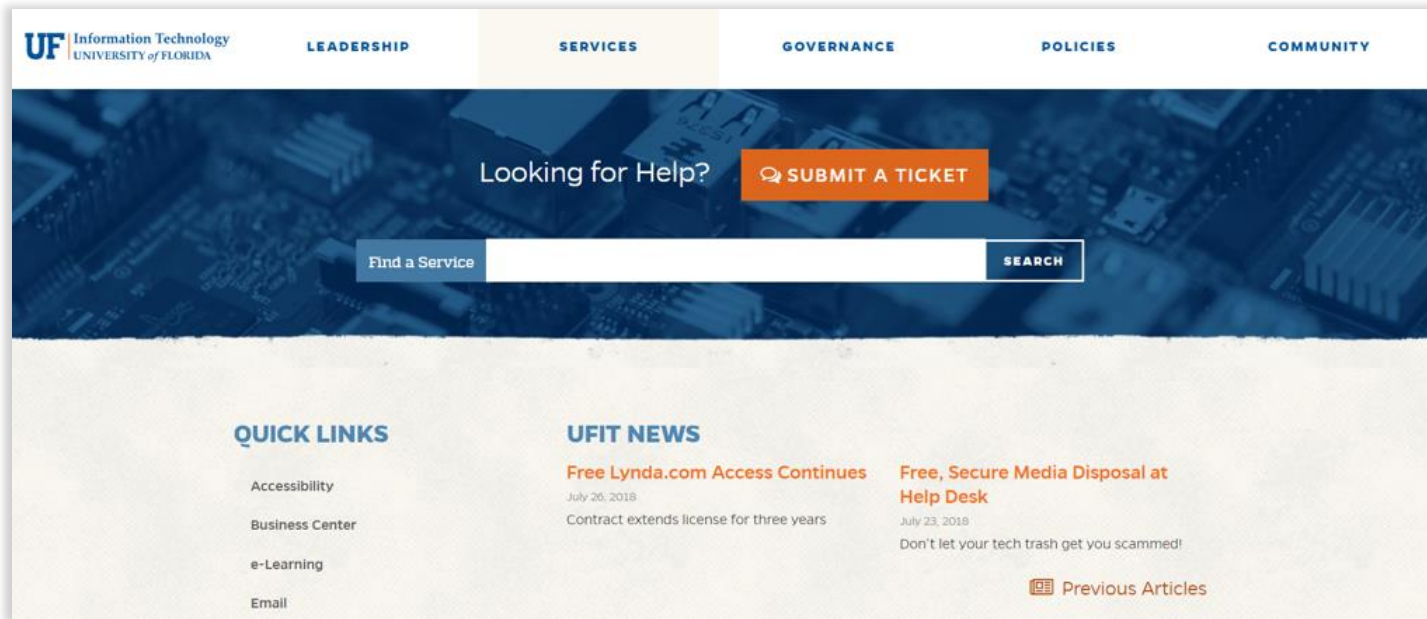 UF Information Technology
UNIVERSITY of FLORIDA
LEADERSHIP
SERVICES
GOVERNANCE
POLICIES
COMMUNITY
Looking for Help?
SUBMIT A TICKET
Find a Service
SEARCH
QUICK LINKS
Accessibility
Business Center
e-Learning
Email
UFIT NEWS
Free Lynda.com Access Continues
July 26, 2018
Contract extends license for three years
Free, Secure Media Disposal at
Help Desk
July 23, 2018
Don't let your tech trash get you scammed!
Previous Articles